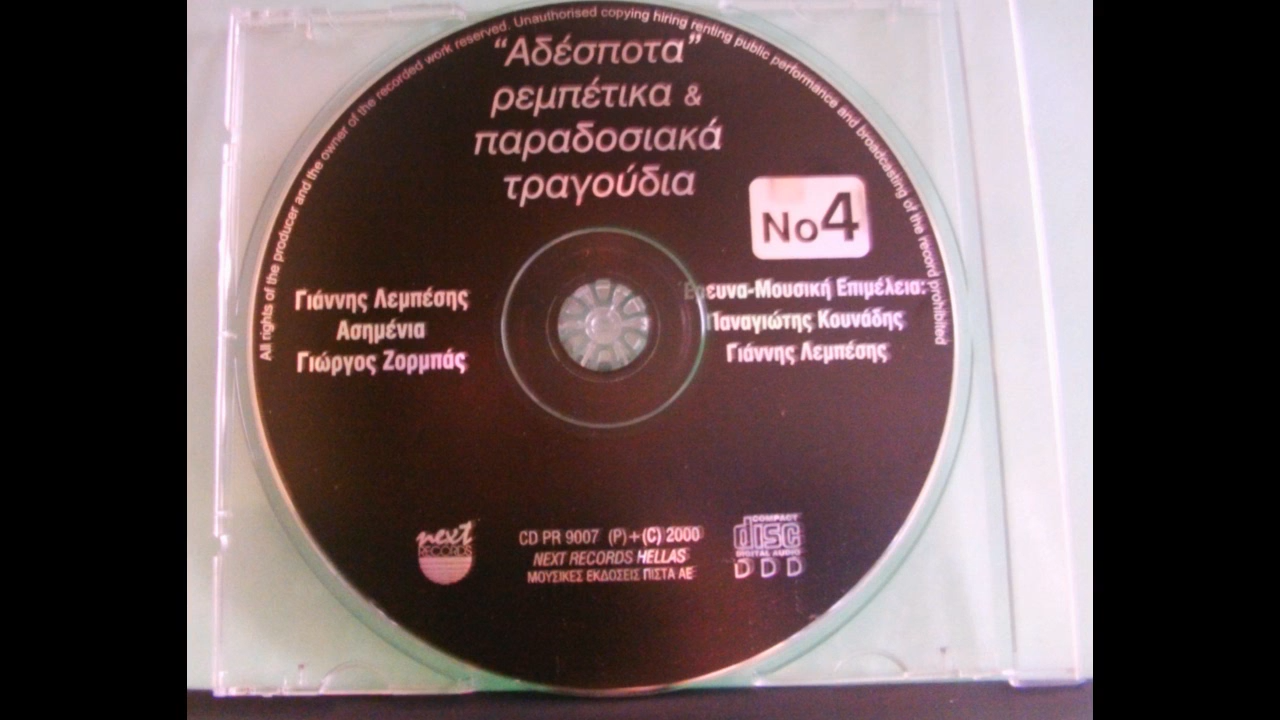 All rights of the producer and the owner of the recorded work reserved. Unauthorised copying hiring renting public performance and broadcasting of the record prohibited
“Αδέσποτα”
ρεμπέτικα &
παραδοσιακά
τραγούδια
Νο4
Γιάννης Λεμπέσης
Ασημένια
Γιώργος Ζορμπάς
Έρευνα-Μουσική Επιμέλεια:
Παναγιώτης Κουνάδης
Γιάννης Λεμπέσης
next
RECORDS
CD PR 9007 (P)+(C) 2000
NEXT RECORDS HELLAS
ΜΟΥΣΙΚΕΣ ΕΚΔΟΣΕΙΣ ΠΙΣΤΑ ΑΕ
COMPACT
disc
DIGITAL AUDIO
D D D